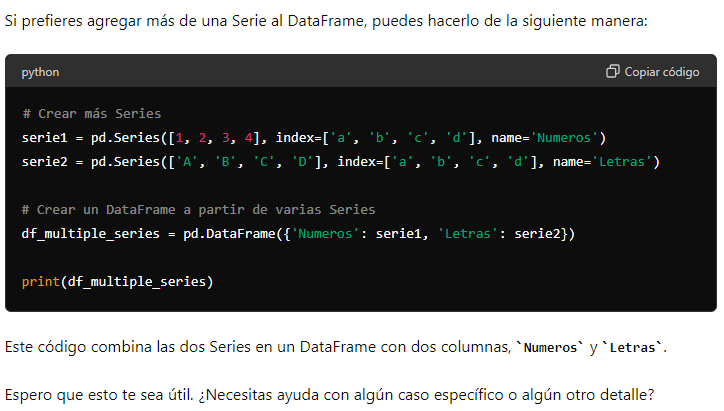 Si prefieres agregar más de una Serie al DataFrame, puedes hacerlo de la siguiente manera:
python
Copiar código
# Crear más Series
serie1 = pd.Series([1, 2, 3, 4], index=['a', 'b', 'c', 'd'], name='Numeros')
serie2 = pd.Series(['A', 'B', 'C', 'D'], index=['a', 'b', 'c', 'd'], name='Letras')
# Crear un DataFrame a partir de varias Series
df_multiple_series = pd.DataFrame({'Numeros': serie1, 'Letras': serie2})
print(df_multiple_series)
Este código combina las dos Series en un DataFrame con dos columnas, `Numeros` y `Letras`.
Espero que esto te sea útil. ¿Necesitas ayuda con algún caso específico o algún otro detalle?